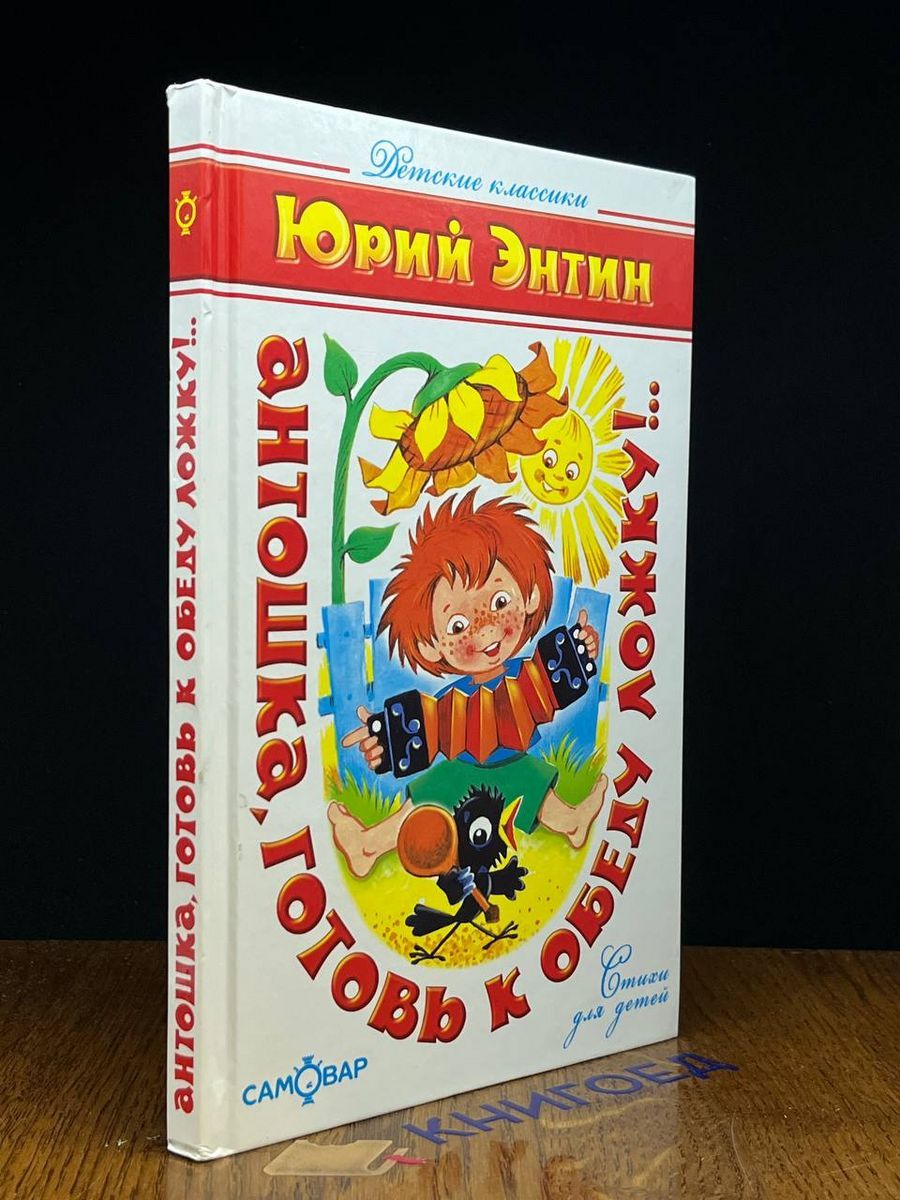 Детские классики
Юрий Энтин
антошка, готовь к обеду ложку!...
Стихи
для детей
САМОВАР
антошка, готовь к обеду ложку!...
КНИГОЕД